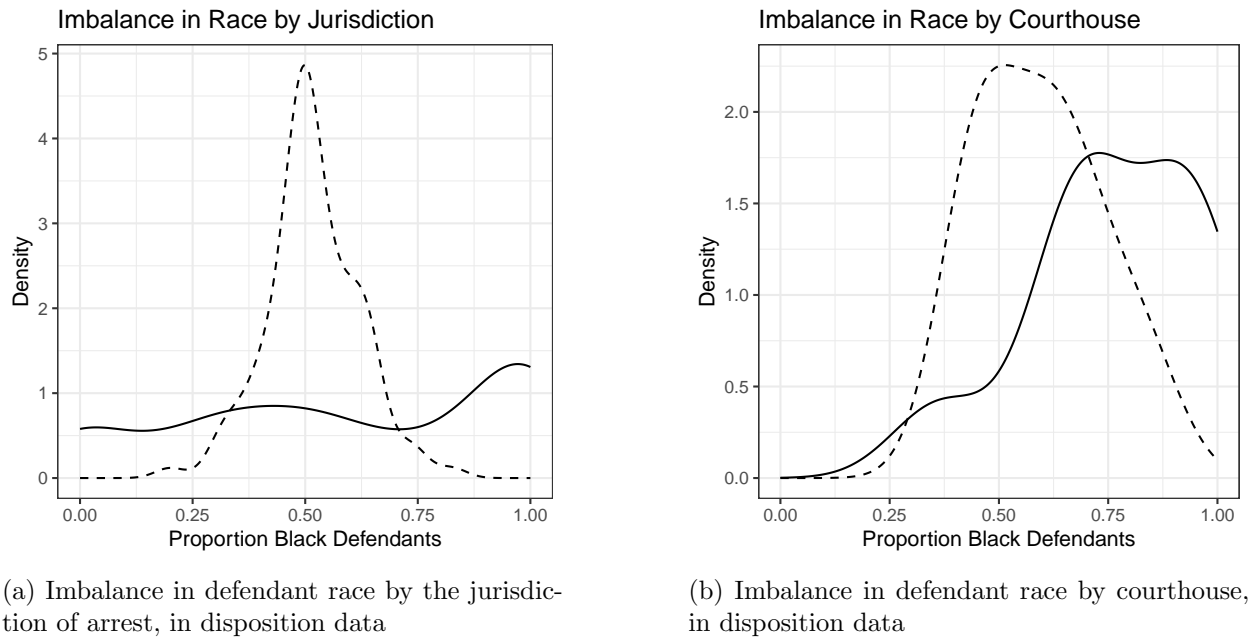 Imbalance in Race by Jurisdiction
5
4
3
2
1
0
Density
0.00 0.25 0.50 0.75 1.00
Proportion Black Defendants
(a) Imbalance in defendant race by the jurisdic-
tion of arrest, in disposition data
Imbalance in Race by Courthouse
2.0
1.5
1.0
0.5
0.0
Density
0.00 0.25 0.50 0.75 1.00
Proportion Black Defendants
(b) Imbalance in defendant race by courthouse,
in disposition data